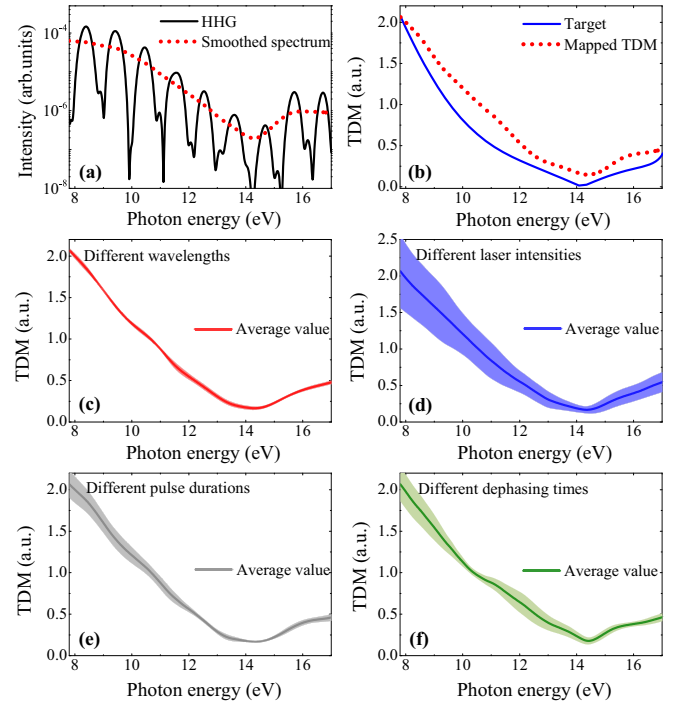 HHG
Smoothed spectrum
10⁻⁴
10⁻⁶
10⁻⁸
Intensity (arb.units)
(a)
8 10 12 14 16
Photon energy (eV)
Target
Mapped TDM
2.0
1.5
1.0
0.5
0.0
TDM (a.u.)
(b)
8 10 12 14 16
Photon energy (eV)
Different wavelengths
Average value
2.0
1.5
1.0
0.5
0.0
TDM (a.u.)
(c)
8 10 12 14 16
Photon energy (eV)
Different laser intensities
Average value
2.5
2.0
1.5
1.0
0.5
0.0
TDM (a.u.)
(d)
8 10 12 14 16
Photon energy (eV)
Different pulse durations
Average value
2.0
1.5
1.0
0.5
0.0
TDM (a.u.)
(e)
8 10 12 14 16
Photon energy (eV)
Different dephasing times
Average value
2.0
1.5
1.0
0.5
0.0
TDM (a.u.)
(f)
8 10 12 14 16
Photon energy (eV)